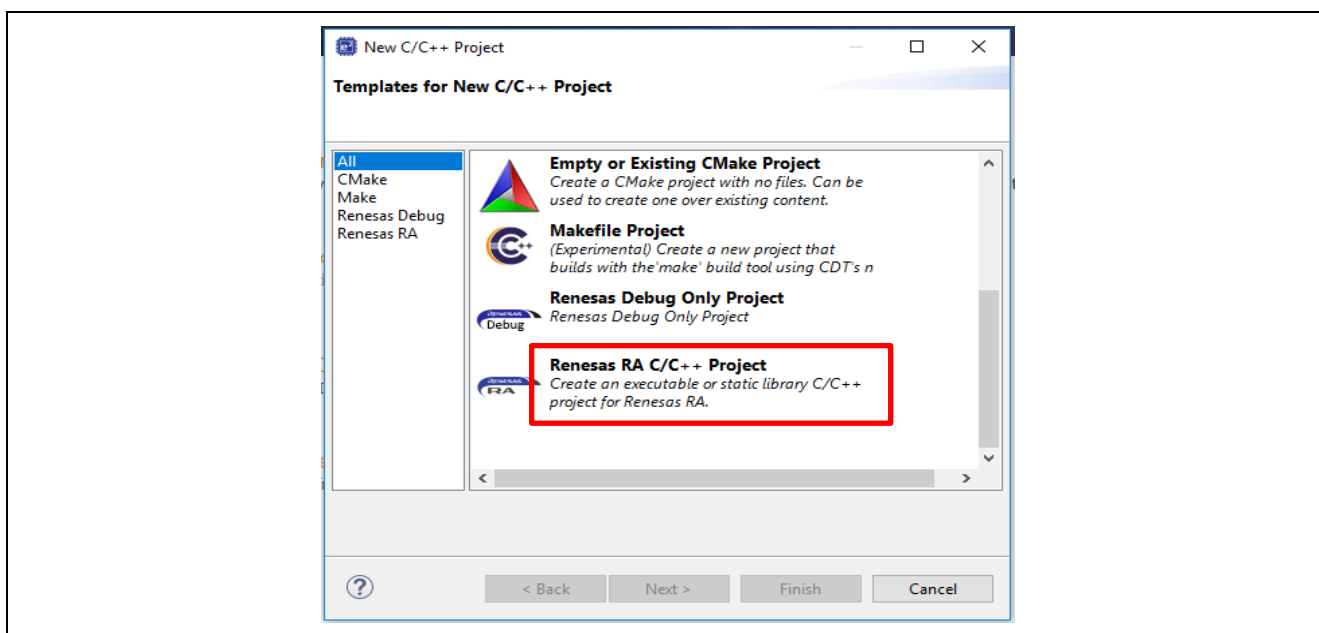 New C/C++ Project
Templates for New C/C++ Project
All
CMake
Make
Renesas Debug
Renesas RA
Empty or Existing CMake Project
Create a CMake project with no files. Can be
used to create one over existing content.
C++
Makefile Project
(Experimental) Create a new project that
builds with the'make' build tool using CDT's n
RENESAS
Debug
Renesas Debug Only Project
Renesas Debug Only Project
RENESAS
RA
Renesas RA C/C++ Project
Create an executable or static library C/C++
project for Renesas RA.
?
< Back
Next >
Finish
Cancel